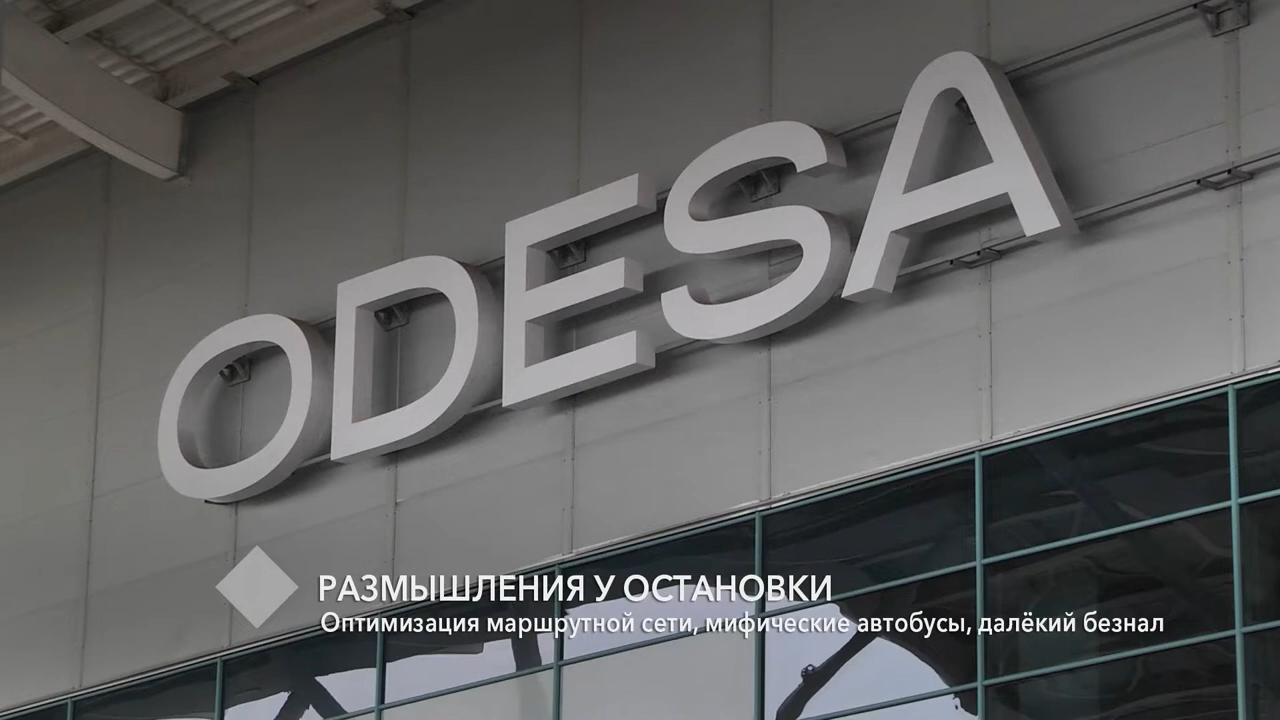 ODESA
РАЗМЫШЛЕНИЯ У ОСТАНОВКИ
Оптимизация маршрутной сети, мифические автобусы, далёкий безнал